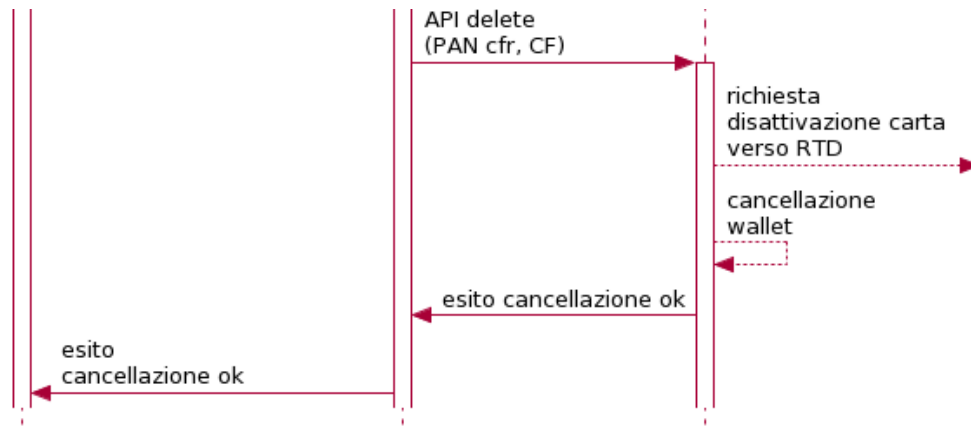 API delete
(PAN cfr, CF)
richiesta
disattivazione carta
verso RTD
cancellazione
wallet
esito cancellazione ok
esito
cancellazione ok